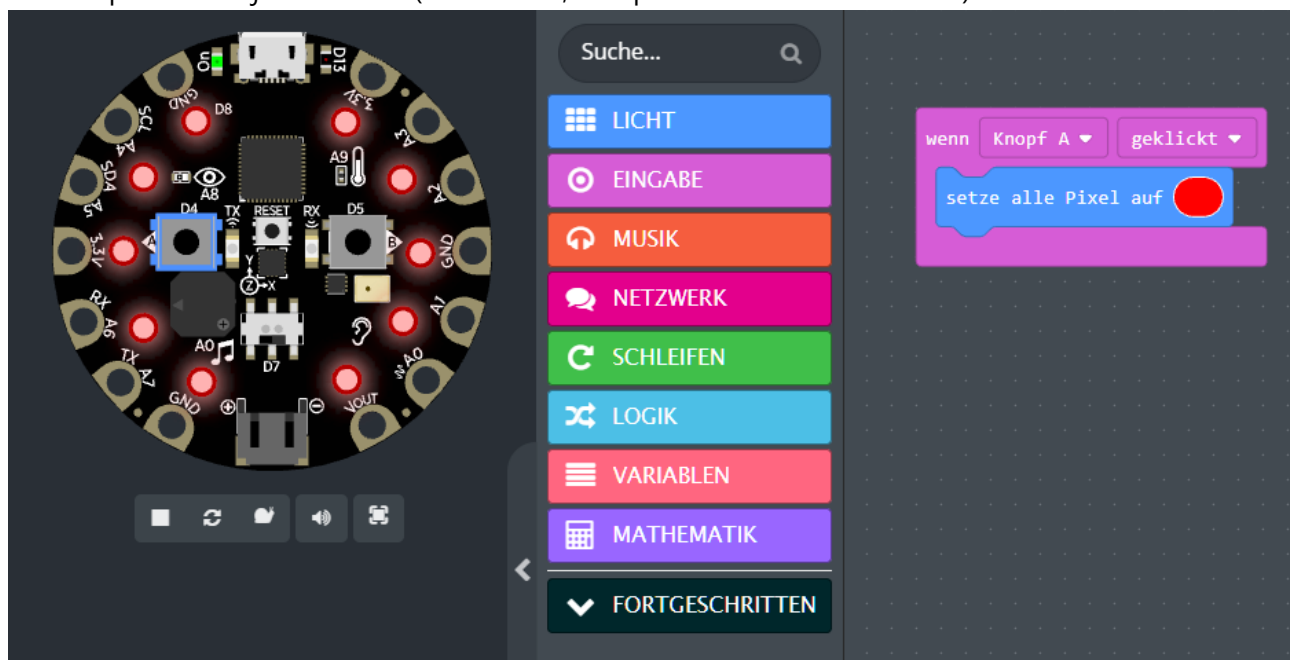 On
D13
GND
D8
3.3V
SCL
A4
A3
SDA
A5
A8
A9
A2
D4
TX
RESET
RX
D5
3.3V
A
B
GND
Y
Z
X
RX
A6
A1
A0
D7
TX
A7
A0
GND
VOUT
Suche...
LICHT
EINGABE
MUSIK
NETZWERK
SCHLEIFEN
LOGIK
VARIABLEN
MATHEMATIK
FORTGESCHRITTEN
wenn Knopf A geklickt
setze alle Pixel auf